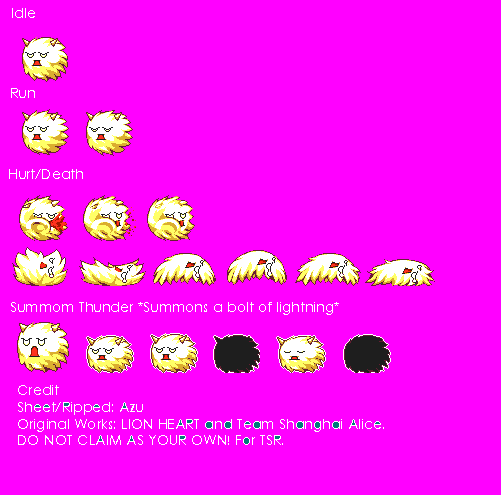 Idle
Run
Hurt/Death
Summom Thunder *Summons a bolt of lightning*
Credit
Sheet/Ripped: Azu
Original Works: LION HEART and Team Shanghai Alice.
DO NOT CLAIM AS YOUR OWN! For TSR.